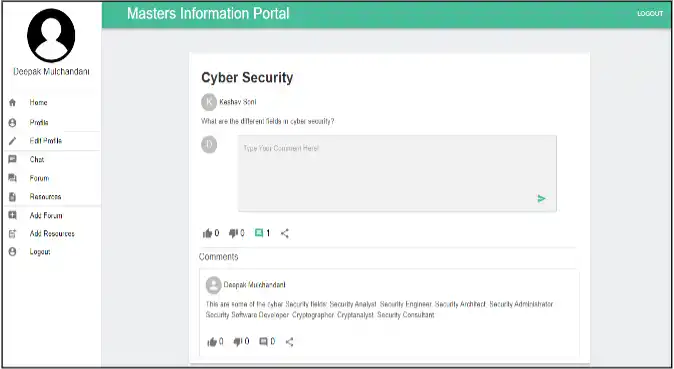 Masters Information Portal
LOGOUT
Deepak Mulchandani
Home
Profile
Edit Profile
Chat
Forum
Resources
Add Forum
Add Resources
Logout
Cyber Security
K Keshav Soni
What are the different fields in cyber security?
D
Type Your Comment Here!
0 0 1
Comments
Deepak Mulchandani
This are some of the cyber Security fields: Security Analyst Security Engineer Security Architect Security Administrator
Security Software Developer Cryptographer Cryptanalyst Security Consultant
0 0 0